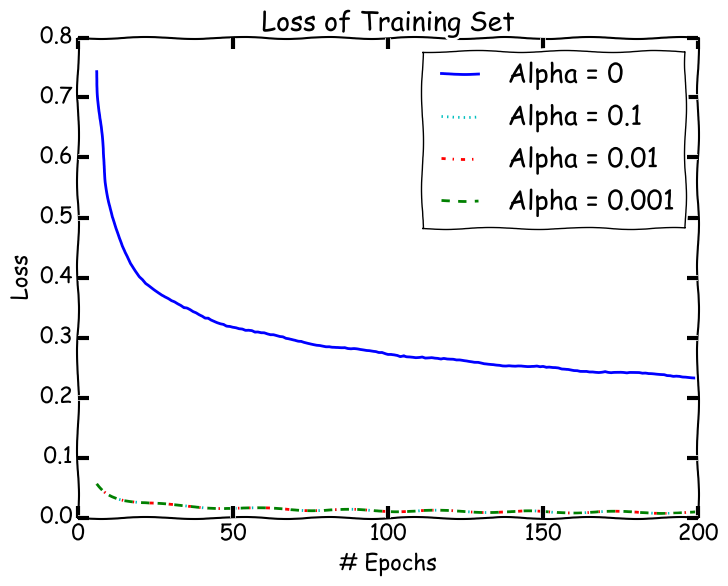 Loss of Training Set
0.8
0.7
0.6
0.5
0.4
0.3
0.2
0.1
0.0
Loss
Alpha = 0
Alpha = 0.1
Alpha = 0.01
Alpha = 0.001
0 50 100 150 200
# Epochs